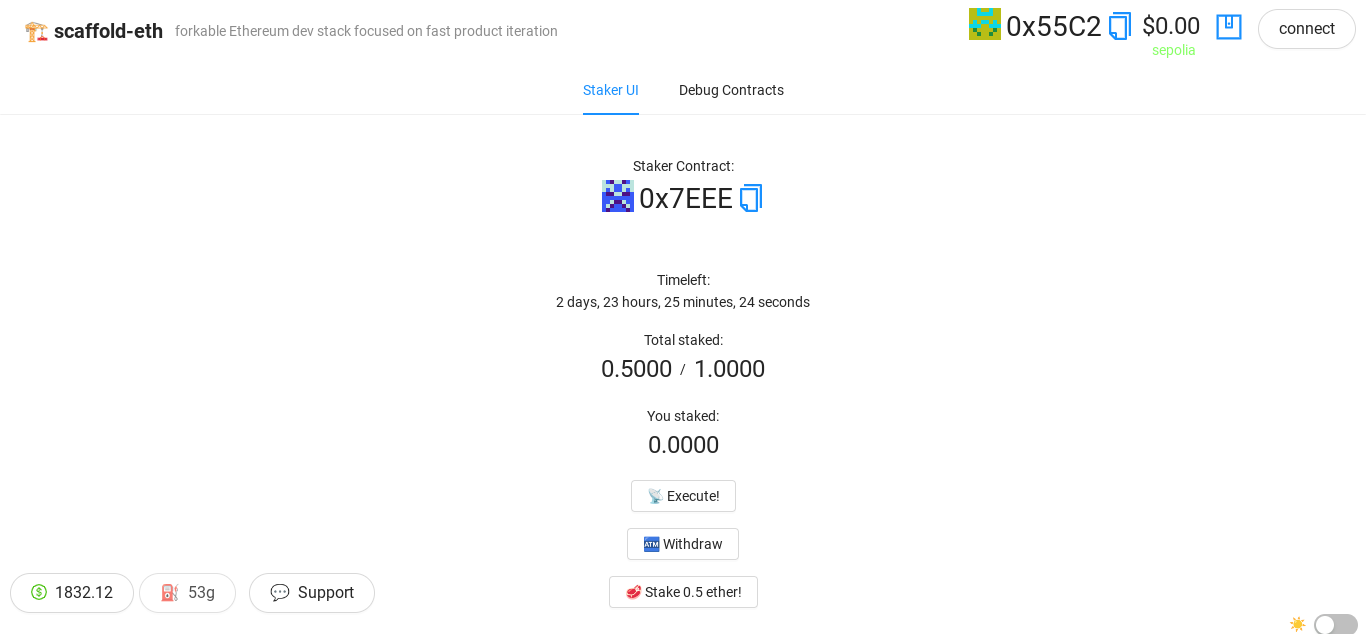 🏗️ scaffold-eth forkable Ethereum dev stack focused on fast product iteration
0x55C2 $0.00 connect
sepolia
Staker UI Debug Contracts
Staker Contract:
0x7EEE
Timeleft:
2 days, 23 hours, 25 minutes, 24 seconds
Total staked:
0.5000 / 1.0000
You staked:
0.0000
📡 Execute!
🏧 Withdraw
🥩 Stake 0.5 ether!
1832.12 ⛽ 53g 💬 Support